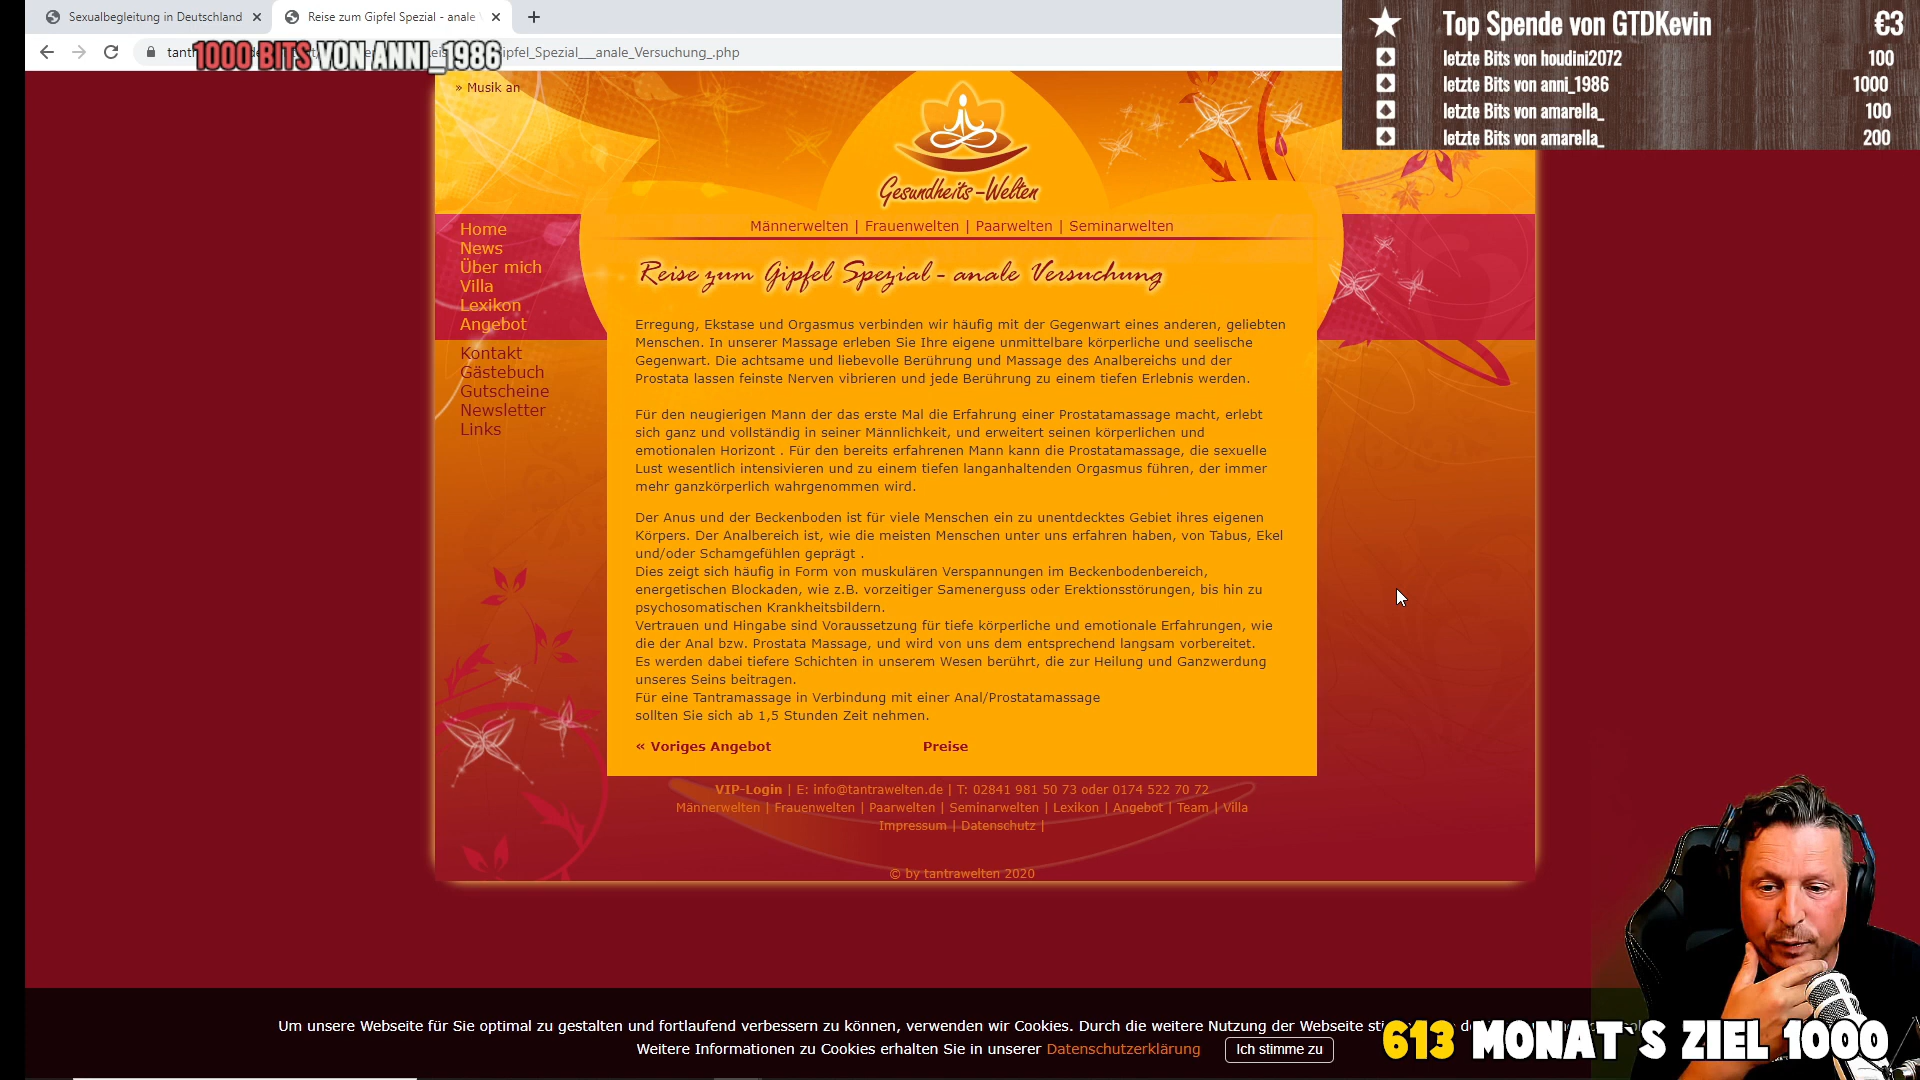 Sexualbegleitung in Deutschland
Reise zum Gipfel Spezial - anale
1000 BITS VON ANNI_1986
ipfel_Spezial__anale_Versuchung_.php
Top Spende von GTDKevin €3
letzte Bits von houdini2072 100
letzte Bits von anni_1986 1000
letzte Bits von amarella_ 100
letzte Bits von amarella_ 200
» Musik an
Gesundheits-Welten
Männerwelten | Frauenwelten | Paarwelten | Seminarwelten
Home
News
Über mich
Villa
Lexikon
Angebot
Kontakt
Gästebuch
Gutscheine
Newsletter
Links
Reise zum Gipfel Spezial - anale Versuchung
Erregung, Ekstase und Orgasmus verbinden wir häufig mit der Gegenwart eines anderen, geliebten
Menschen. In unserer Massage erleben Sie Ihre eigene unmittelbare körperliche und seelische
Gegenwart. Die achtsame und liebevolle Berührung und Massage des Analbereichs und der
Prostata lassen feinste Nerven vibrieren und jede Berührung zu einem tiefen Erlebnis werden.
Für den neugierigen Mann der das erste Mal die Erfahrung einer Prostatamassage macht, erlebt
sich ganz und vollständig in seiner Männlichkeit, und erweitert seinen körperlichen und
emotionalen Horizont . Für den bereits erfahrenen Mann kann die Prostatamassage, die sexuelle
Lust wesentlich intensivieren und zu einem tiefen langanhaltenden Orgasmus führen, der immer
mehr ganzkörperlich wahrgenommen wird.
Der Anus und der Beckenboden ist für viele Menschen ein zu unentdecktes Gebiet ihres eigenen
Körpers. Der Analbereich ist, wie die meisten Menschen unter uns erfahren haben, von Tabus, Ekel
und/oder Schamgefühlen geprägt .
Dies zeigt sich häufig in Form von muskulären Verspannungen im Beckenbodenbereich,
energetischen Blockaden, wie z.B. vorzeitiger Samenerguss oder Erektionsstörungen, bis hin zu
psychosomatischen Krankheitsbildern.
Vertrauen und Hingabe sind Voraussetzung für tiefe körperliche und emotionale Erfahrungen, wie
die der Anal bzw. Prostata Massage, und wird von uns dem entsprechend langsam vorbereitet.
Es werden dabei tiefere Schichten in unserem Wesen berührt, die zur Heilung und Ganzwerdung
unseres Seins beitragen.
Für eine Tantramassage in Verbindung mit einer Anal/Prostatamassage
sollten Sie sich ab 1,5 Stunden Zeit nehmen.
« Voriges Angebot Preise
VIP-Login | E: info@tantrawelten.de | T: 02841 981 50 73 oder 0174 522 70 72
Männerwelten | Frauenwelten | Paarwelten | Seminarwelten | Lexikon | Angebot | Team | Villa
Impressum | Datenschutz |
© by tantrawelten 2020
Um unsere Webseite für Sie optimal zu gestalten und fortlaufend verbessern zu können, verwenden wir Cookies. Durch die weitere Nutzung der Webseite
Weitere Informationen zu Cookies erhalten Sie in unserer Datenschutzerklärung Ich stimme zu
613 MONAT`S ZIEL 1000